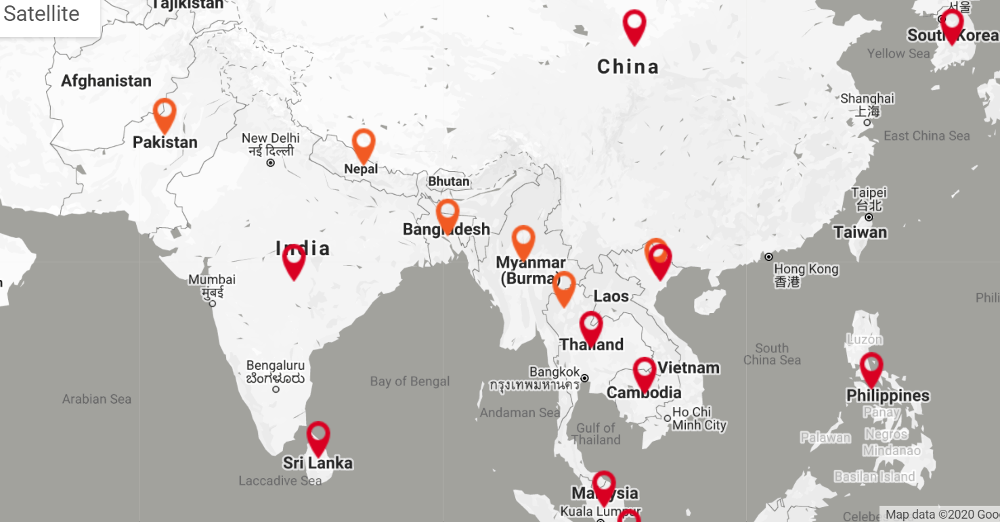 Satellite
Tajikistan
서울
South Korea
Yellow Sea
China
Afghanistan
Shanghai
上海
Pakistan
New Delhi
नई दिल्ली
East China Sea
Nepal
Bhutan
Taipei
台北
Bangladesh
Taiwan
India
Myanmar
(Burma)
Hong Kong
香港
Mumbai
मुंबई
Laos
Phili
Luzon
Thailand
South
China Sea
Bengaluru
ಬೆಂಗಳೂರು
Bangkok
กรุงเทพมหานคร
Vietnam
Bay of Bengal
Cambodia
Philippines
Arabian Sea
Andaman Sea
Ho Chi
Minh City
Panay
Gulf of
Thailand
Palawan
Negros
Mindanao
Sri Lanka
Laccadive Sea
Basilan Island
Malaysia
Kuala Lumpur
Celebe
Map data ©2020 Goo